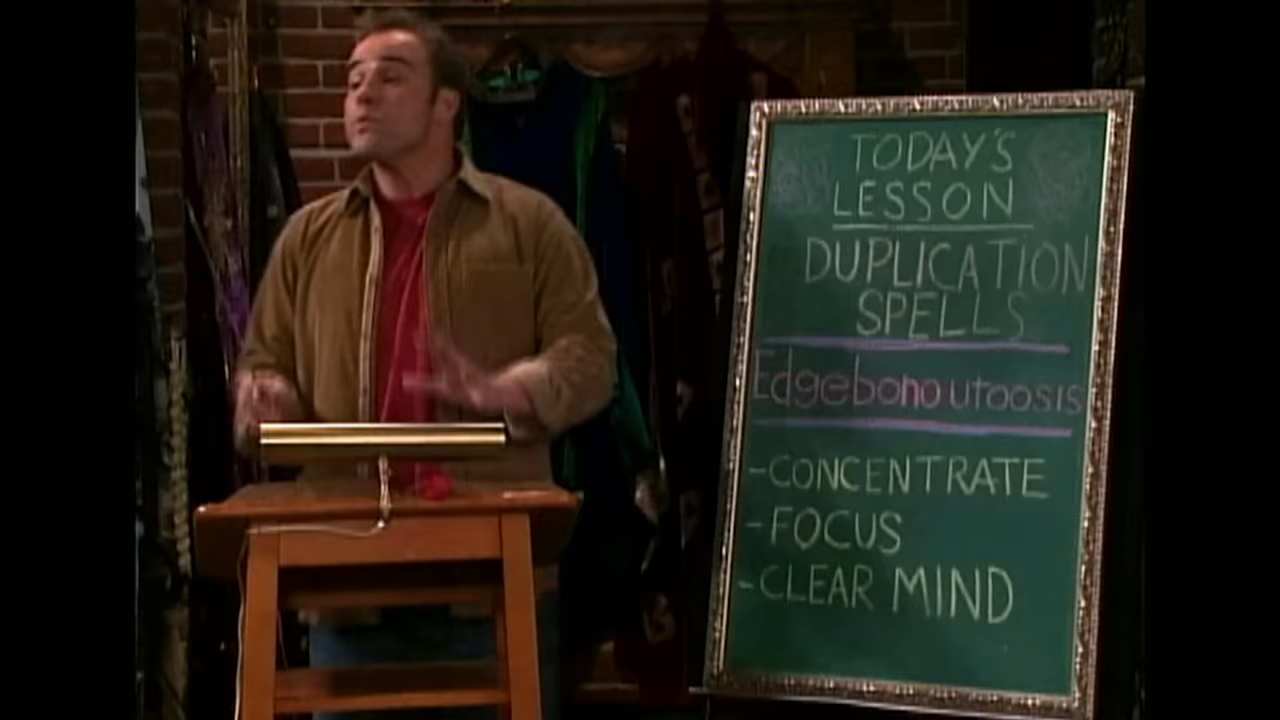 TODAY'S
LESSON
DUPLICATION
SPELLS
Edgebonoutoosis
-CONCENTRATE
-FOCUS
-CLEAR MIND